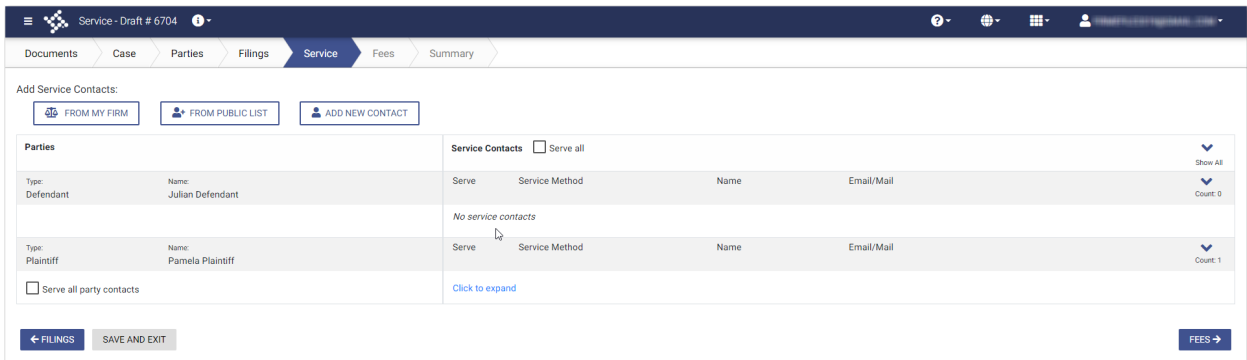 Service - Draft # 6704
Documents Case Parties Filings Service Fees Summary
Add Service Contacts:
FROM MY FIRM FROM PUBLIC LIST ADD NEW CONTACT
Parties Service Contacts Serve all
Show All
Type: Name: Serve Service Method Name Email/Mail
Defendant Julian Defendant Count: 0
No service contacts
Type: Name: Serve Service Method Name Email/Mail
Plaintiff Pamela Plaintiff Count: 1
Serve all party contacts Click to expand
FILINGS SAVE AND EXIT FEES